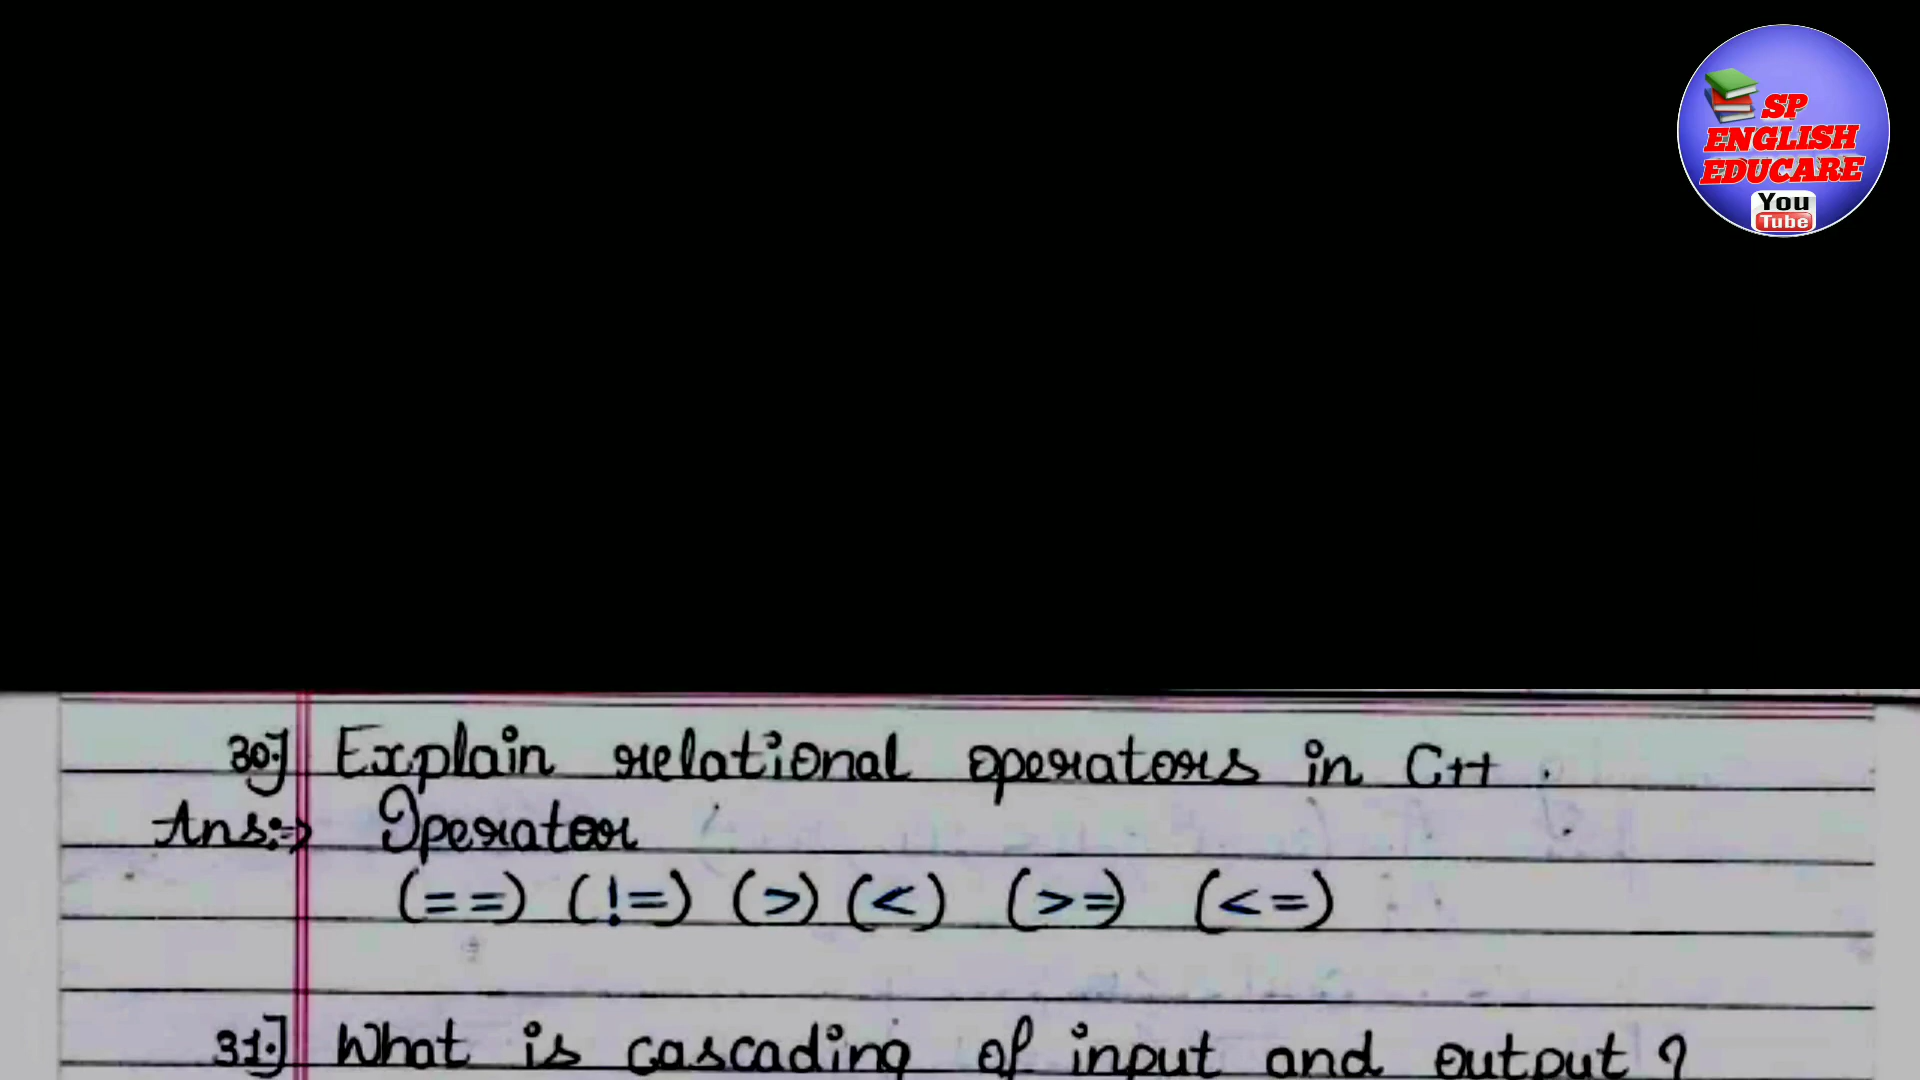 SP
ENGLISH
EDUCARE
You
Tube
30.] Explain relational operators in C++.
Ans:-> Operator
(==) (!=) (>) (<) (>=) (<=)
31.] What is cascading of input and output?